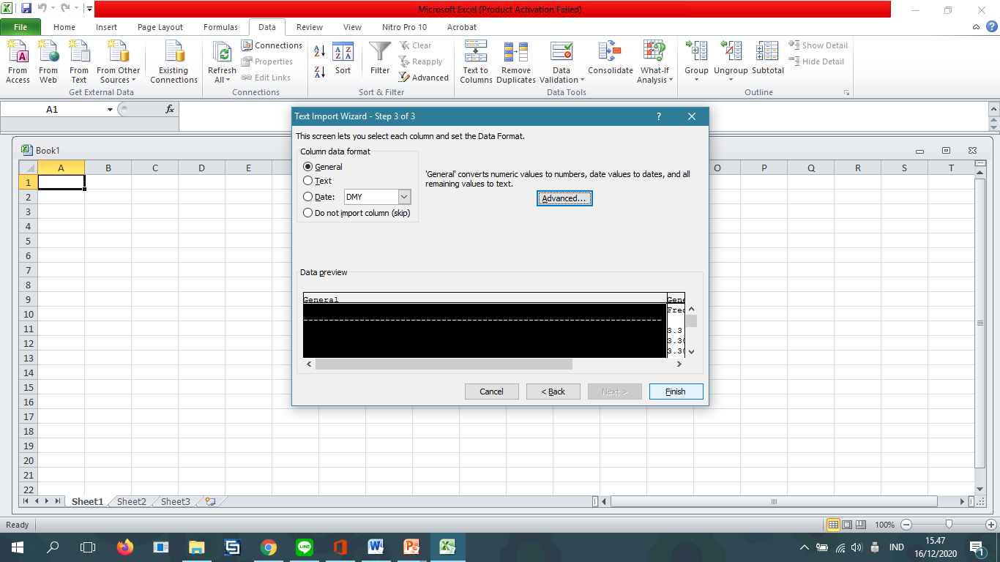 Microsoft Excel (Product Activation Failed)
File Home Insert Page Layout Formulas Data Review View Nitro Pro 10 Acrobat
From Access
From Web
From Text
From Other Sources
Existing Connections
Get External Data
Refresh All
Connections
Properties
Edit Links
Connections
Sort
Filter
Clear
Reapply
Advanced
Sort & Filter
Text to Columns
Remove Duplicates
Data Validation
Consolidate
What-If Analysis
Data Tools
Group
Ungroup
Subtotal
Show Detail
Hide Detail
Outline
A1
fx
Book1
A B C D E O P Q R S T
1
2
3
4
5
6
7
8
9
10
11
12
13
14
15
16
17
18
19
20
21
22
Text Import Wizard - Step 3 of 3
This screen lets you select each column and set the Data Format.
Column data format
General
Text
Date: DMY
Do not import column (skip)
'General' converts numeric values to numbers, date values to dates, and all
remaining values to text.
Advanced...
Data preview
General Gene
Frec
3.3
3.30
3.30
Cancel < Back Next > Finish
Sheet1 Sheet2 Sheet3
Ready
100%
IND
15.47
16/12/2020
1